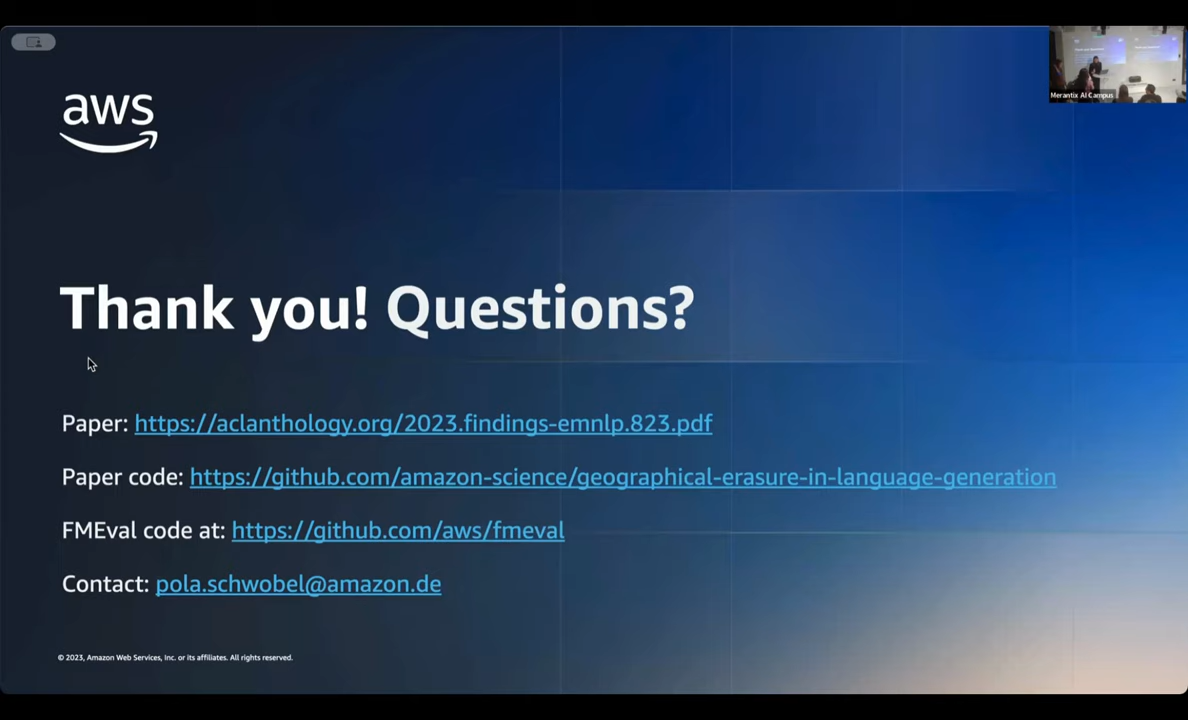 Merantix AI Campus
aws
Thank you! Questions?
Paper: https://aclanthology.org/2023.findings-emnlp.823.pdf
Paper code: https://github.com/amazon-science/geographical-erasure-in-language-generation
FMEval code at: https://github.com/aws/fmeval
Contact: pola.schwobel@amazon.de
© 2023, Amazon Web Services, Inc. or its affiliates. All rights reserved.